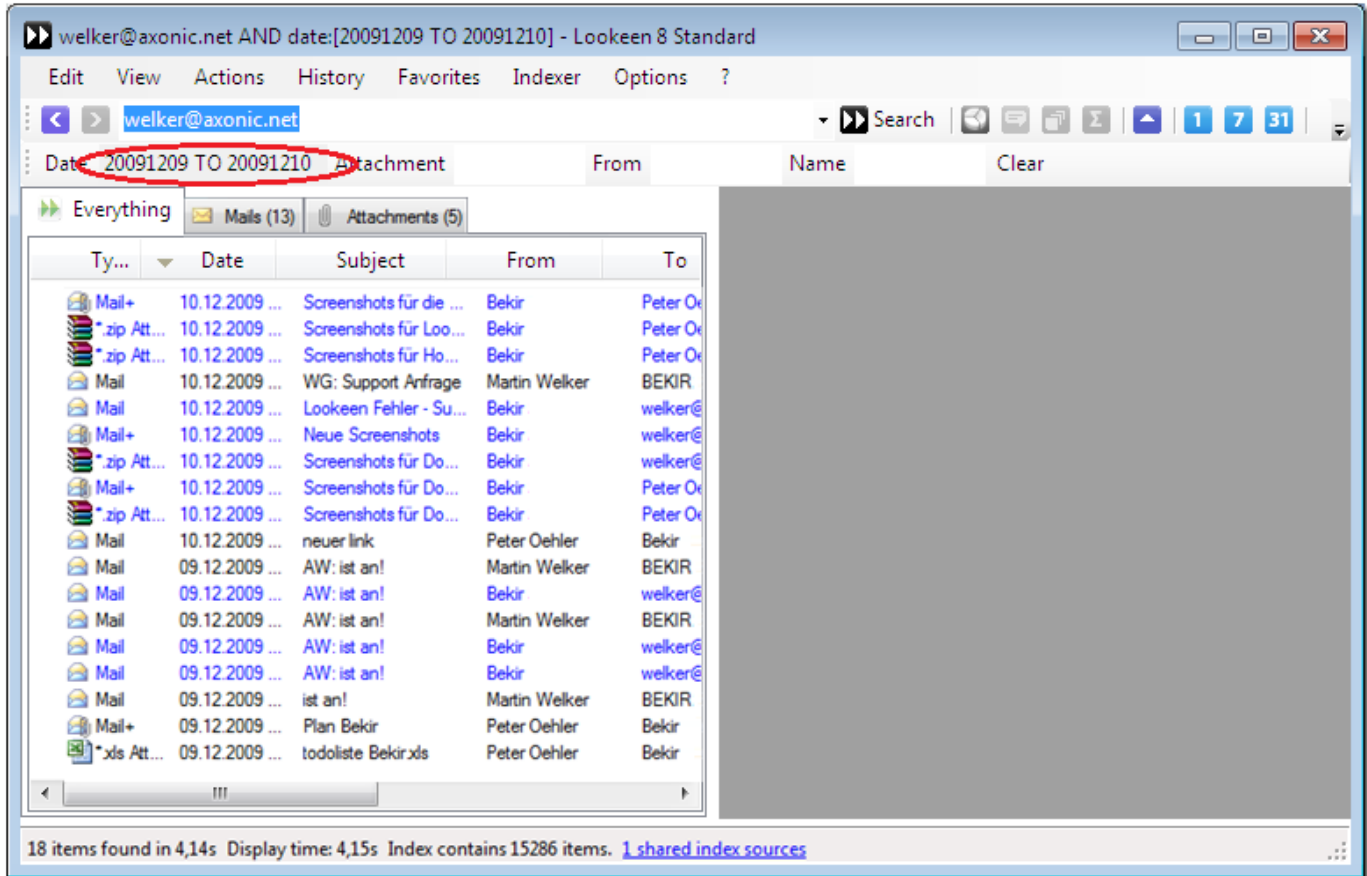 welker@axonic.net AND date:[20091209 TO 20091210] - Lookeen 8 Standard
Edit View Actions History Favorites Indexer Options ?
welker@axonic.net Search Σ 1 7 31
Date 20091209 TO 20091210 Attachment From Name Clear
Everything Mails (13) Attachments (5)
Ty... Date Subject From To
Mail+ 10.12.2009 ... Screenshots für die ... Bekir Peter Oe
*.zip Att... 10.12.2009 ... Screenshots für Loo... Bekir Peter Oe
*.zip Att... 10.12.2009 ... Screenshots für Ho... Bekir Peter Oe
Mail 10.12.2009 ... WG: Support Anfrage Martin Welker BEKIR
Mail 10.12.2009 ... Lookeen Fehler - Su... Bekir welker@
Mail+ 10.12.2009 ... Neue Screenshots Bekir welker@
*.zip Att... 10.12.2009 ... Screenshots für Do... Bekir welker@
Mail+ 10.12.2009 ... Screenshots für Do... Bekir Peter Oe
*.zip Att... 10.12.2009 ... Screenshots für Do... Bekir Peter Oe
Mail 10.12.2009 ... neuer link Peter Oehler Bekir
Mail 09.12.2009 ... AW: ist an! Martin Welker BEKIR
Mail 09.12.2009 ... AW: ist an! Bekir welker@
Mail 09.12.2009 ... AW: ist an! Martin Welker BEKIR
Mail 09.12.2009 ... AW: ist an! Bekir welker@
Mail 09.12.2009 ... AW: ist an! Bekir welker@
Mail 09.12.2009 ... ist an! Martin Welker BEKIR
Mail+ 09.12.2009 ... Plan Bekir Peter Oehler Bekir
*.xls Att... 09.12.2009 ... todoliste Bekir.xls Peter Oehler Bekir
18 items found in 4,14s Display time: 4,15s Index contains 15286 items. 1 shared index sources